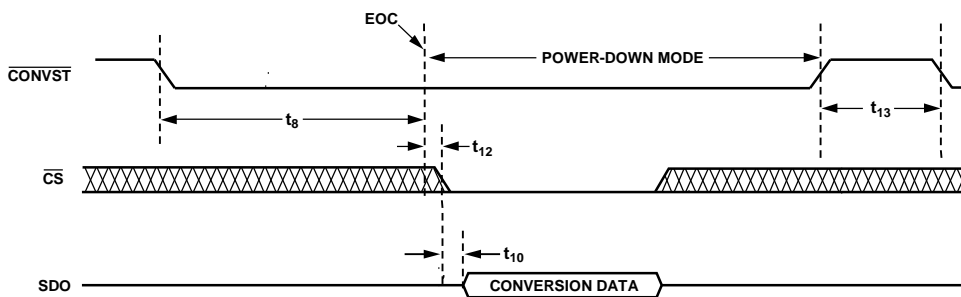 EOC
POWER-DOWN MODE
CONVST
t8
t13
t12
CS
t10
SDO
CONVERSION DATA